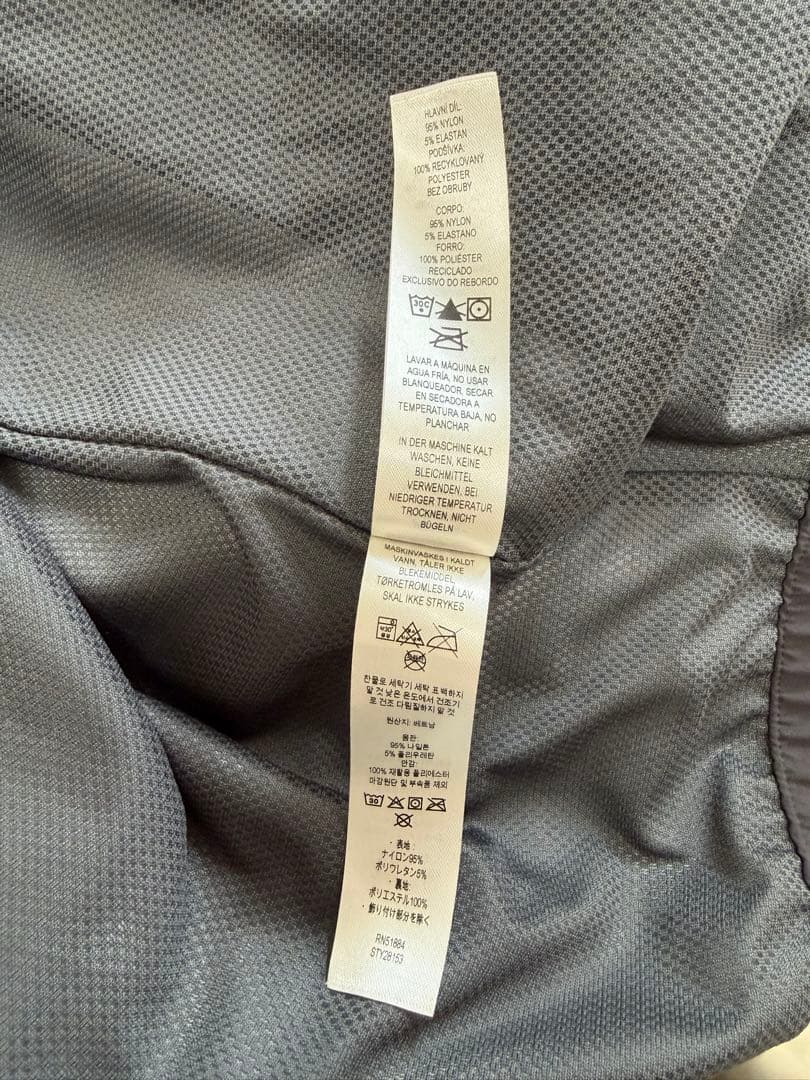 HLAVNÍ DÍL:
95% NYLON
5% ELASTAN
PODŠÍVKA:
100% RECYKLOVANÝ
POLYESTER
BEZ OBRUBY
CORPO:
95% NYLON
5% ELASTANO
FORRO:
100% POLIÉSTER
RECICLADO
EXCLUSIVO DO REBORDO
30C
LAVAR A MÁQUINA EN
AGUA FRÍA, NO USAR
BLANQUEADOR, SECAR
EN SECADORA A
TEMPERATURA BAJA, NO
PLANCHAR
IN DER MASCHINE KALT
WASCHEN, KEINE
BLEICHMITTEL
VERWENDEN, BEI
NIEDRIGER TEMPERATUR
TROCKNEN, NICHT
BÜGELN
MASKINVASKES I KALDT
VANN, TÅLER IKKE
BLEKEMIDDEL,
TØRKETROMLES PÅ LAV,
SKAL IKKE STRYKES
찬물로 세탁기 세탁 표백하지
말 것 낮은 온도에서 건조기
로 건조 다림질하지 말 것
원산지: 베트남
몸판:
95% 나일론
5% 폴리우레탄
안감:
100% 재활용 폴리에스터
마감원단 및 부속품 제외
30
・表地:
ナイロン95%
ポリウレタン5%
・裏地:
ポリエステル100%
・飾り付け部分を除く
RN51884
STY28153